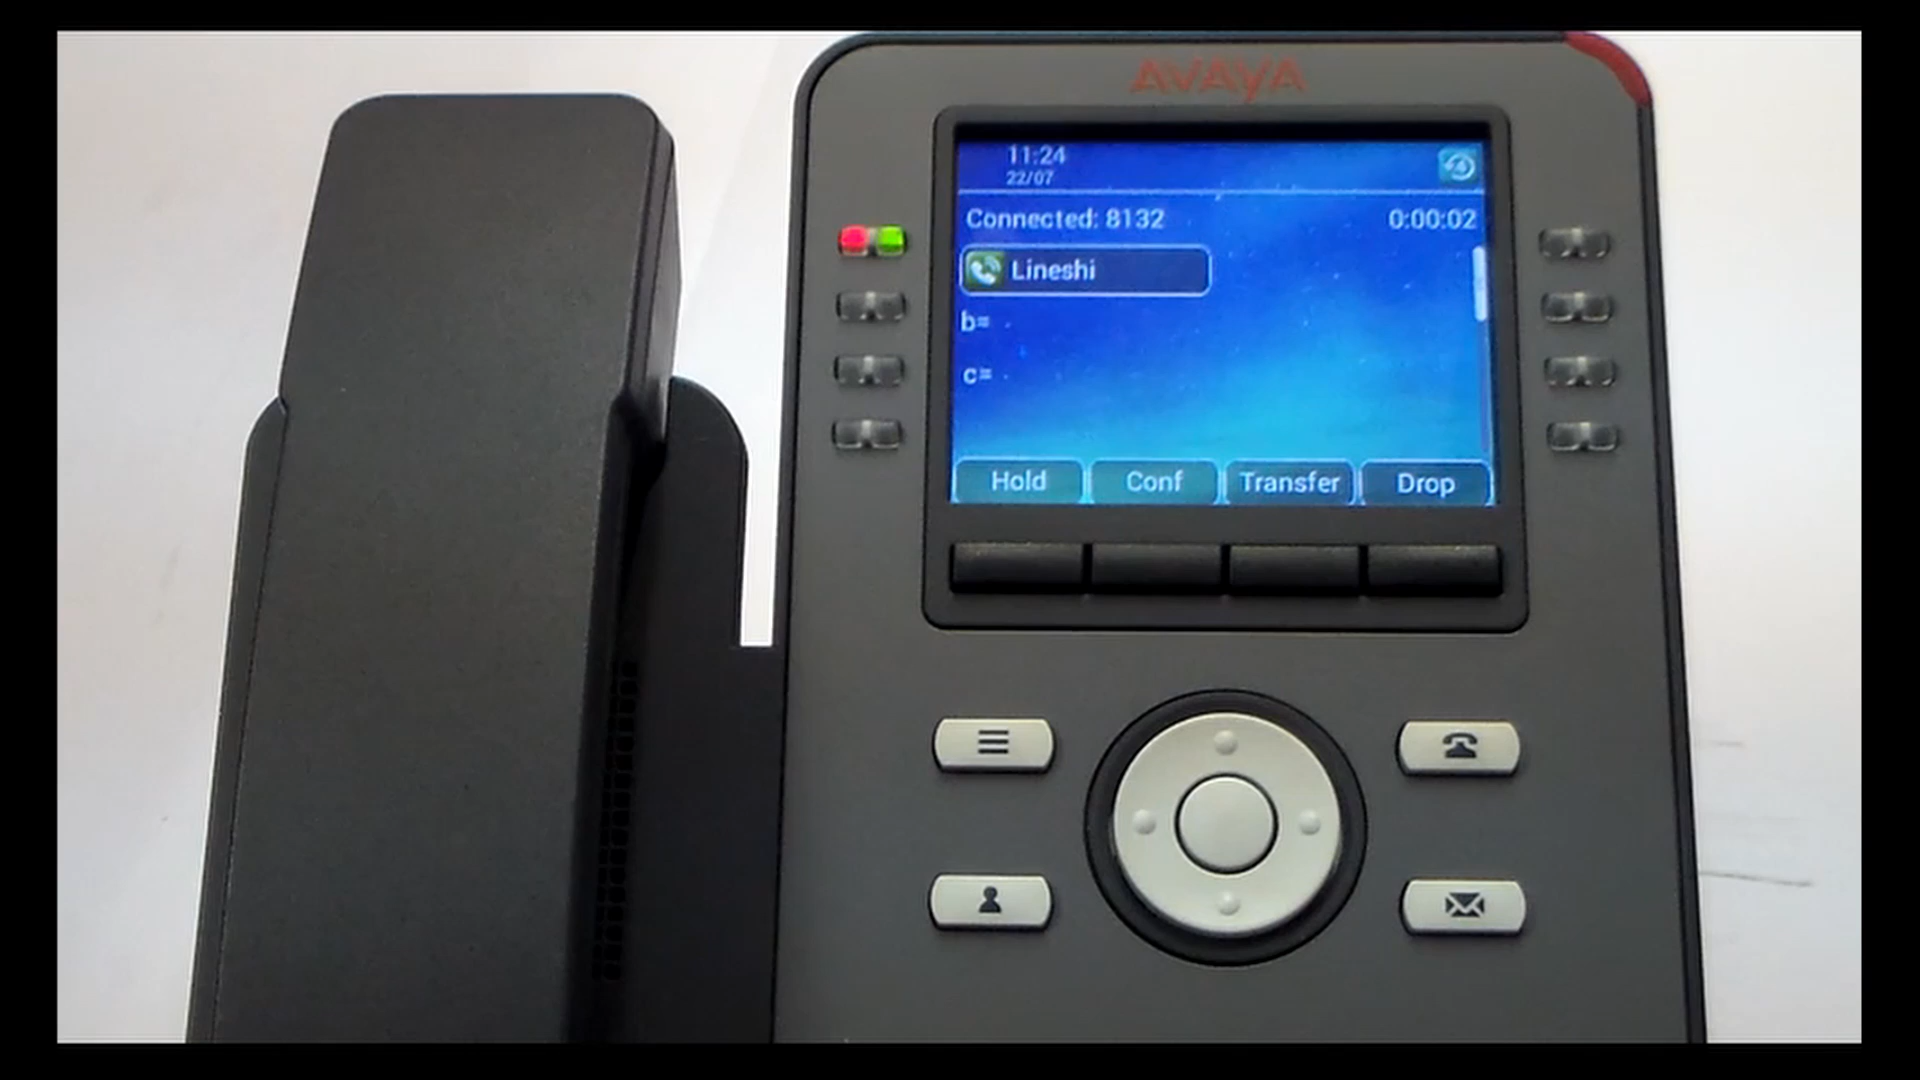 AVAYA
11:24
22/07
Connected: 8132 0:00:02
Lineshi
b=
c=
Hold Conf Transfer Drop